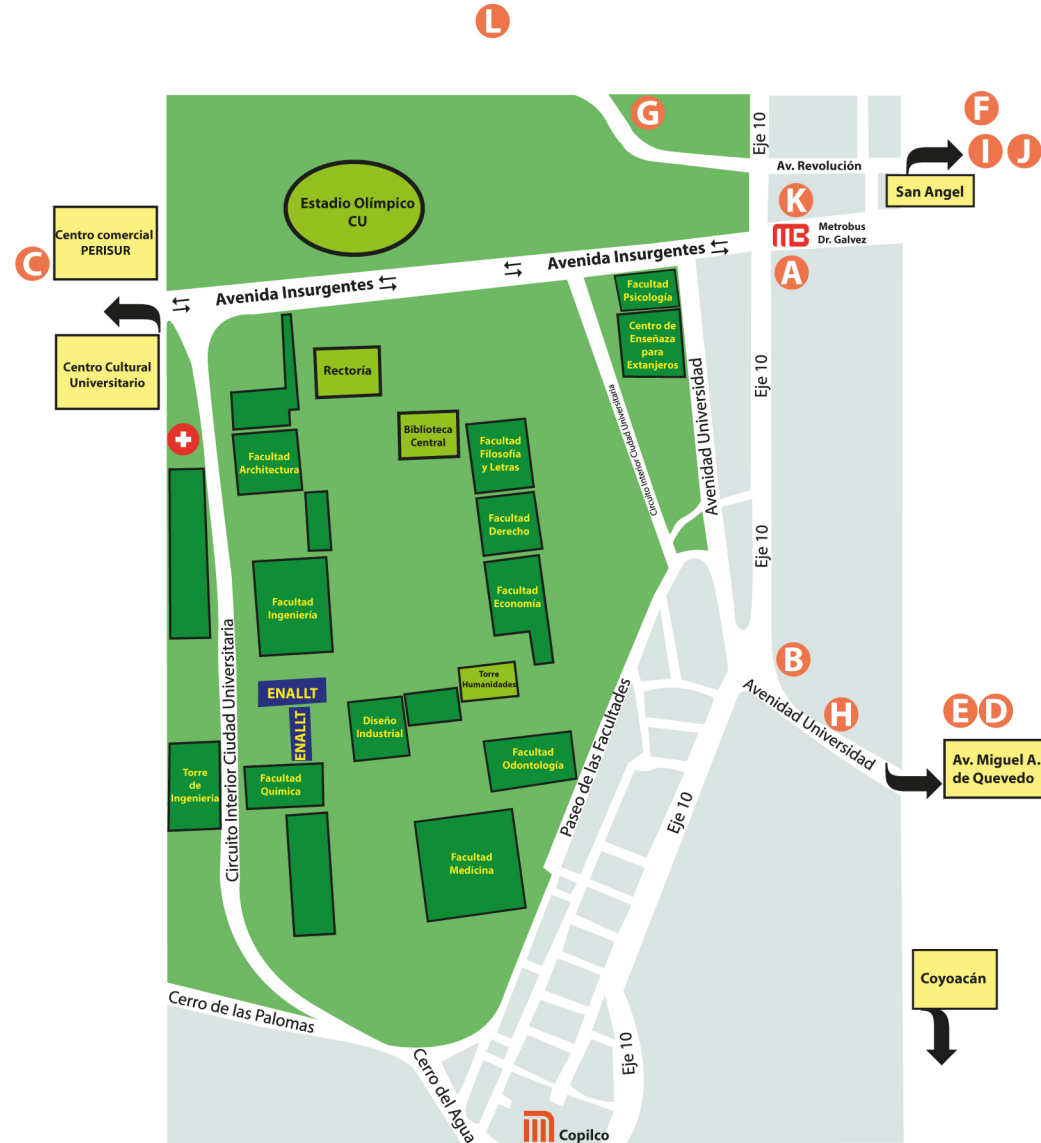 L
G
Eje 10
F
Av. Revolución
I
J
San Angel
K
Estadio Olímpico
CU
Metrobus
Dr. Galvez
Centro comercial
PERISUR
C
Avenida Insurgentes
Avenida Insurgentes
A
Facultad
Psicología
Centro de
Enseñaza
para
Extanjeros
Centro Cultural
Universitario
Rectoría
Eje 10
Avenidad Universidad
Circuito Interior Ciudad Universitaria
Biblioteca
Central
Facultad
Filosofía
y Letras
Facultad
Architectura
Facultad
Derecho
Eje 10
Facultad
Economía
Facultad
Ingeniería
Circuito Interior Ciudad Universitaria
B
Torre
Humanidades
ENALLT
ENALLT
Diseño
Industrial
Avenidad Universidad
H
E
D
Facultad
Odontología
Paseo de las Facultades
Av. Miguel A.
de Quevedo
Torre
de
Ingeniería
Facultad
Quimica
Eje 10
Facultad
Medicina
Coyoacán
Cerro de las Palomas
Cerro del Agua
Eje 10
Copilco